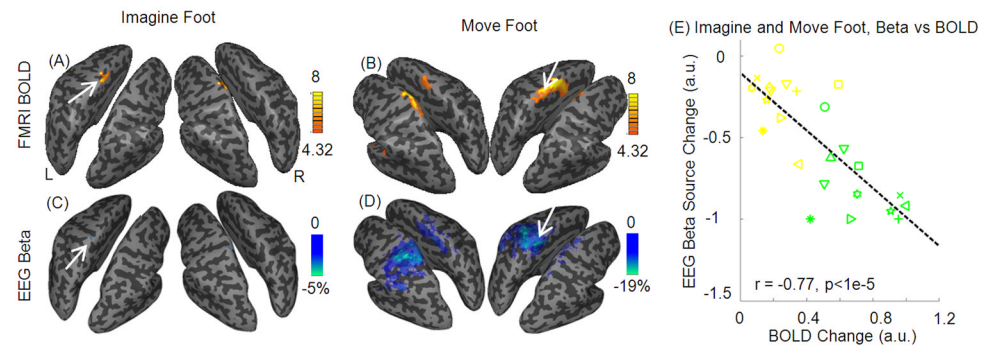 Imagine Foot
Move Foot
(E) Imagine and Move Foot, Beta vs BOLD
FMRI BOLD
(A)
8
4.32
L
R
(B)
8
4.32
EEG Beta
(C)
0
-5%
(D)
0
-19%
EEG Beta Source Change (a.u.)
0
-0.5
-1
-1.5
r = -0.77, p<1e-5
0
0.4
0.8
1.2
BOLD Change (a.u.)